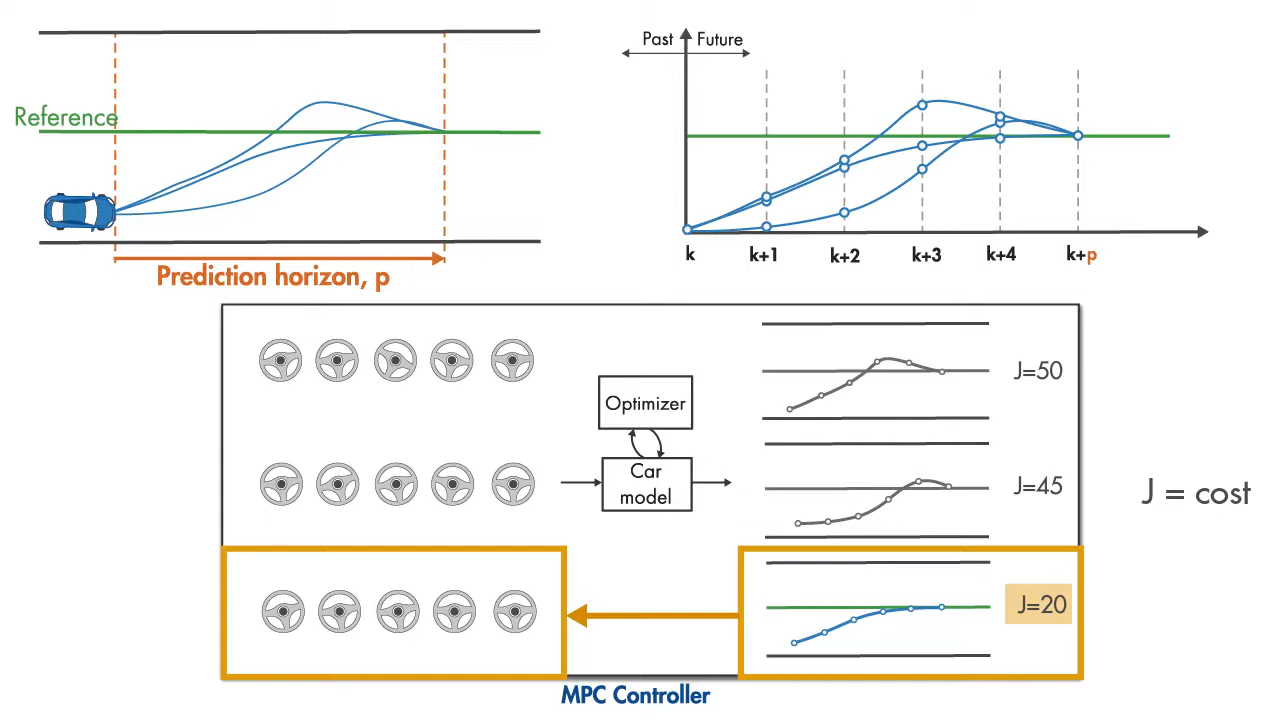 Past
Future
Reference
k
k+1
k+2
k+3
k+4
k+p
Prediction horizon, p
Optimizer
Car
model
J=50
J=45
J = cost
J=20
MPC Controller